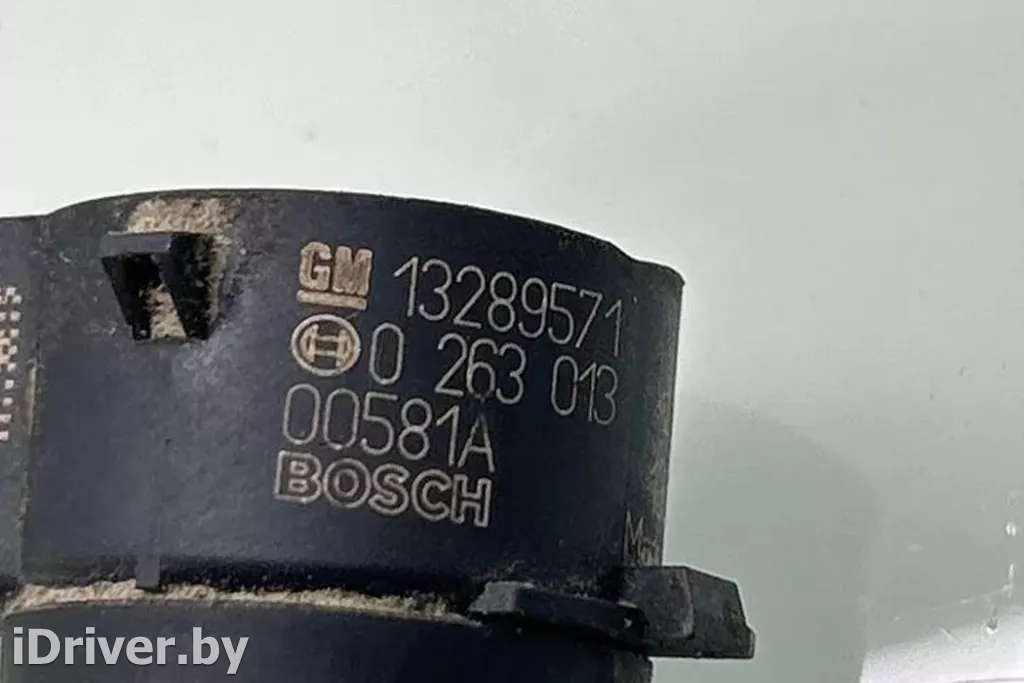 GM 13289571
0 263 013
00581A
BOSCH
iDriver.by